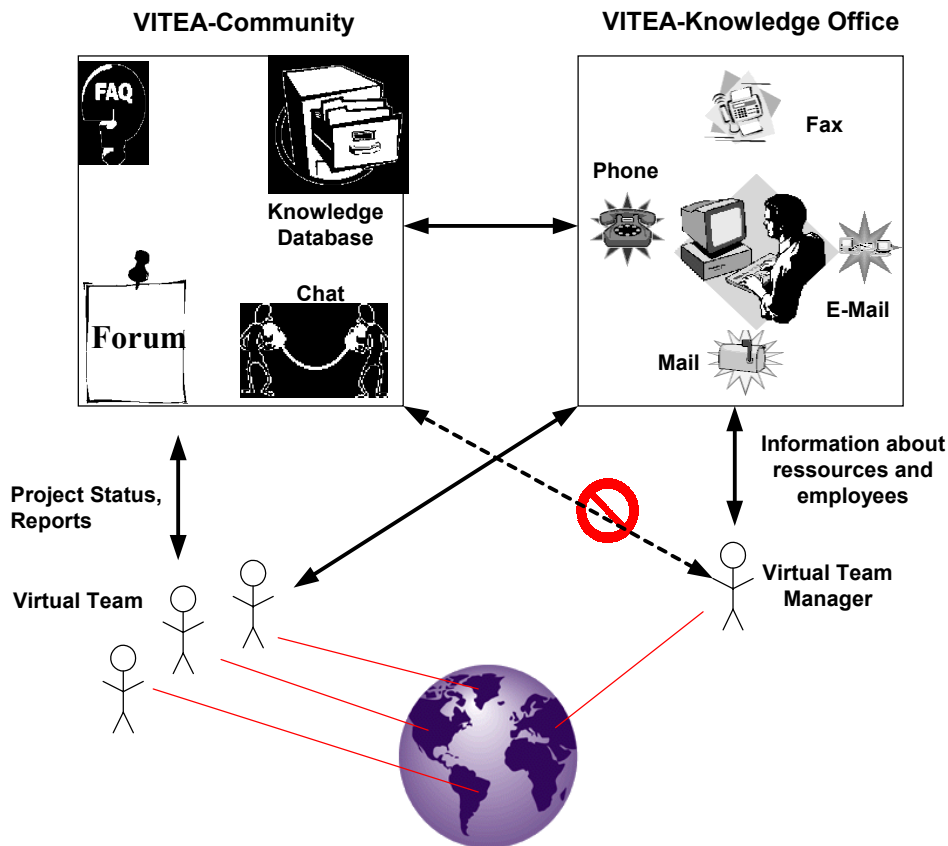 VITEA-Community
VITEA-Knowledge Office
FAQ
Knowledge
Database
Forum
Chat
Fax
Phone
E-Mail
Mail
Project Status,
Reports
Information about
ressources and
employees
Virtual Team
Virtual Team
Manager